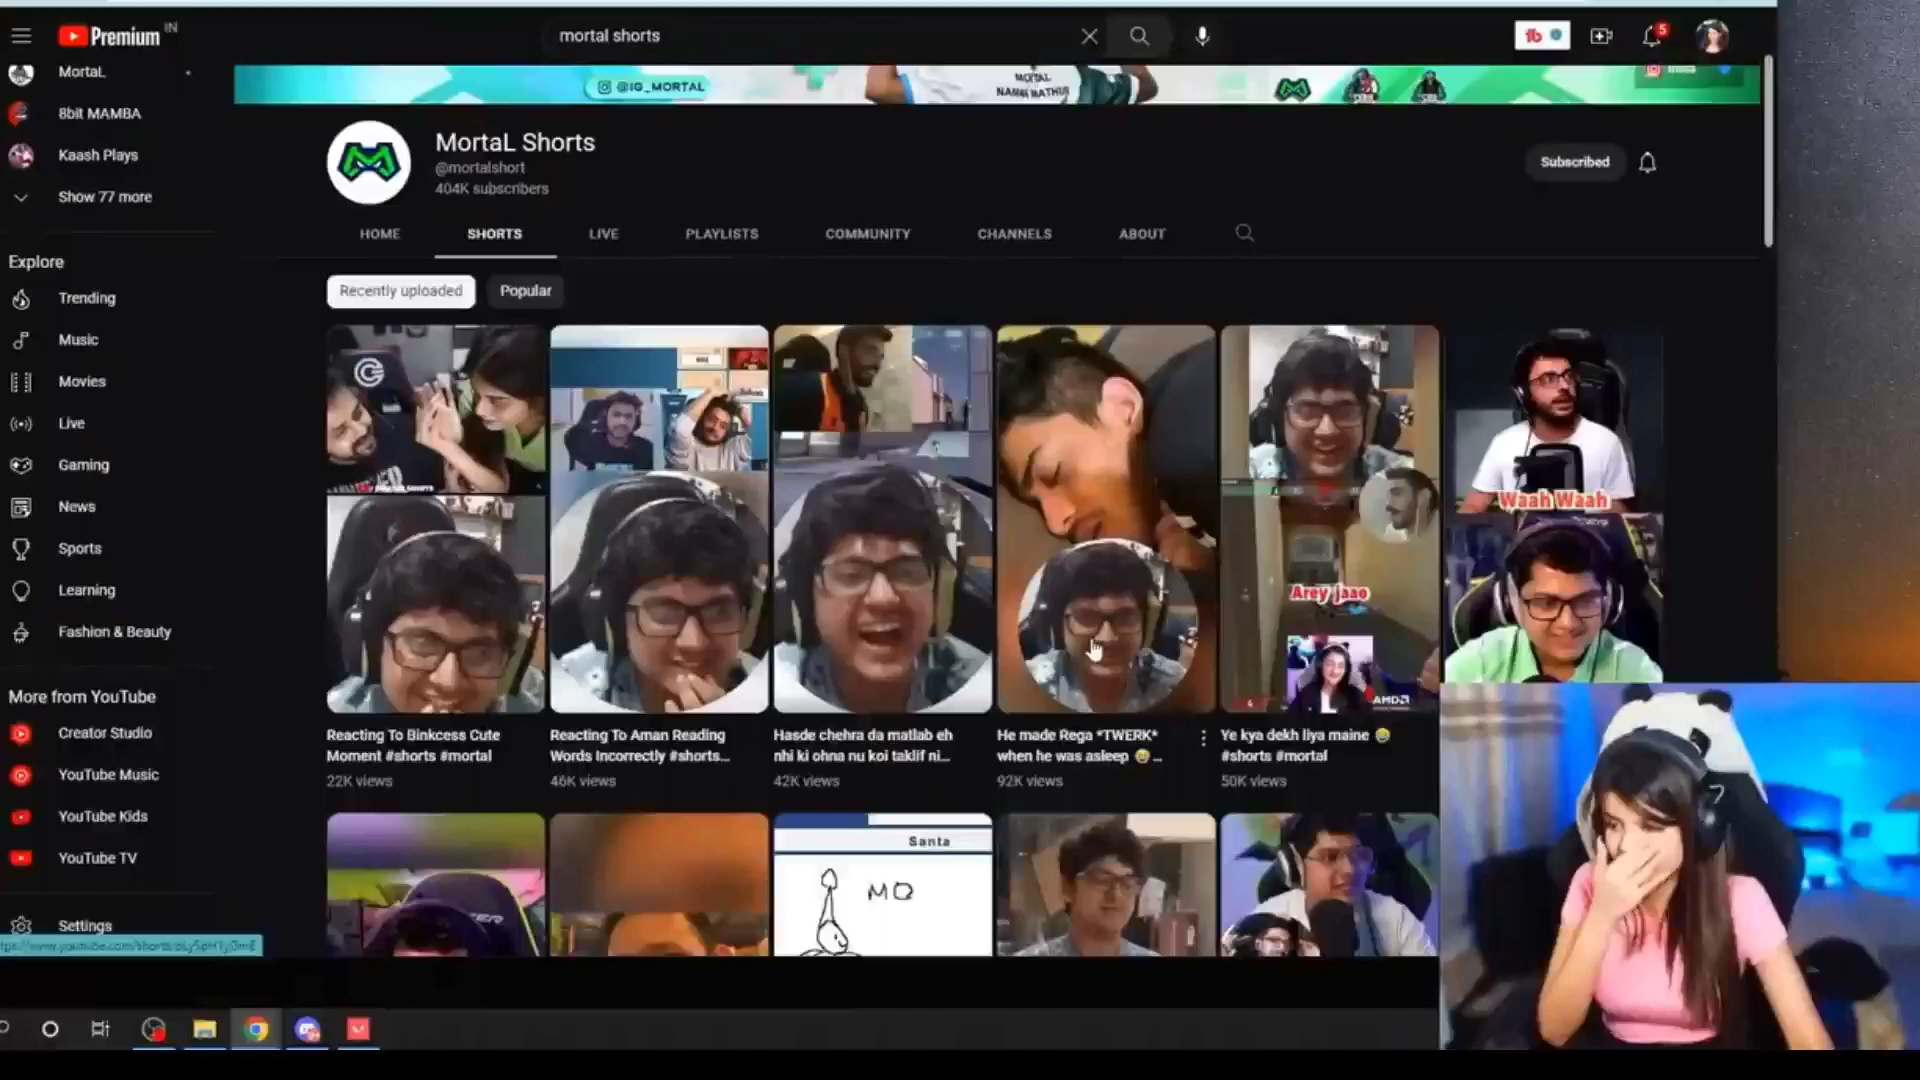 Premium IN
mortal shorts
5
MortaL
8bit MAMBA
Kaash Plays
Show 77 more
Explore
Trending
Music
Movies
Live
Gaming
News
Sports
Learning
Fashion & Beauty
More from YouTube
Creator Studio
YouTube Music
YouTube Kids
YouTube TV
Settings
@IG_MORTAL
MORTAL
NAMAN MATHUR
MortaL Shorts
@mortalshort
404K subscribers
Subscribed
HOME
SHORTS
LIVE
PLAYLISTS
COMMUNITY
CHANNELS
ABOUT
Recently uploaded
Popular
Waah Waah
Arey jaao
AMD
Reacting To Binkcess Cute
Moment #shorts #mortal
22K views
Reacting To Aman Reading
Words Incorrectly #shorts...
46K views
Hasde chehra da matlab eh
nhi ki ohna nu koi taklif ni...
42K views
He made Rega *TWERK*
when he was asleep 😂...
92K views
Ye kya dekh liya maine 😂
#shorts #mortal
50K views
Santa
MO